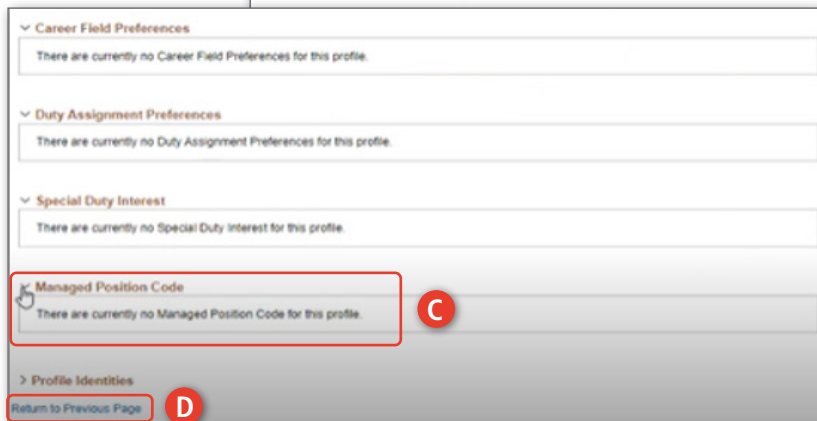 Career Field Preferences
There are currently no Career Field Preferences for this profile.
Duty Assignment Preferences
There are currently no Duty Assignment Preferences for this profile.
Special Duty Interest
There are currently no Special Duty Interest for this profile.
Managed Position Code
There are currently no Managed Position Code for this profile.
C
Profile Identities
Return to Previous Page
D